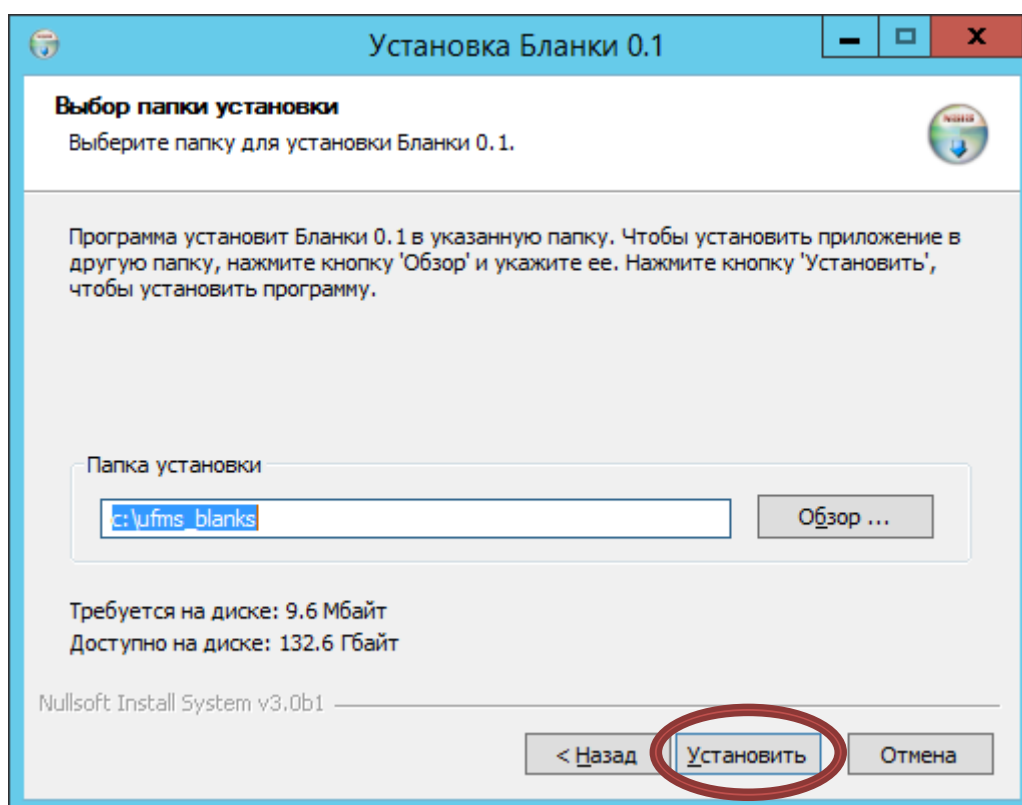 Установка Бланки 0.1
Выбор папки установки
Выберите папку для установки Бланки 0.1.
Программа установит Бланки 0.1 в указанную папку. Чтобы установить приложение в
другую папку, нажмите кнопку 'Обзор' и укажите ее. Нажмите кнопку 'Установить',
чтобы установить программу.
Папка установки
c:\ufms_blanks
Обзор ...
Требуется на диске: 9.6 Мбайт
Доступно на диске: 132.6 Гбайт
Nullsoft Install System v3.0b1
< Назад
Установить
Отмена